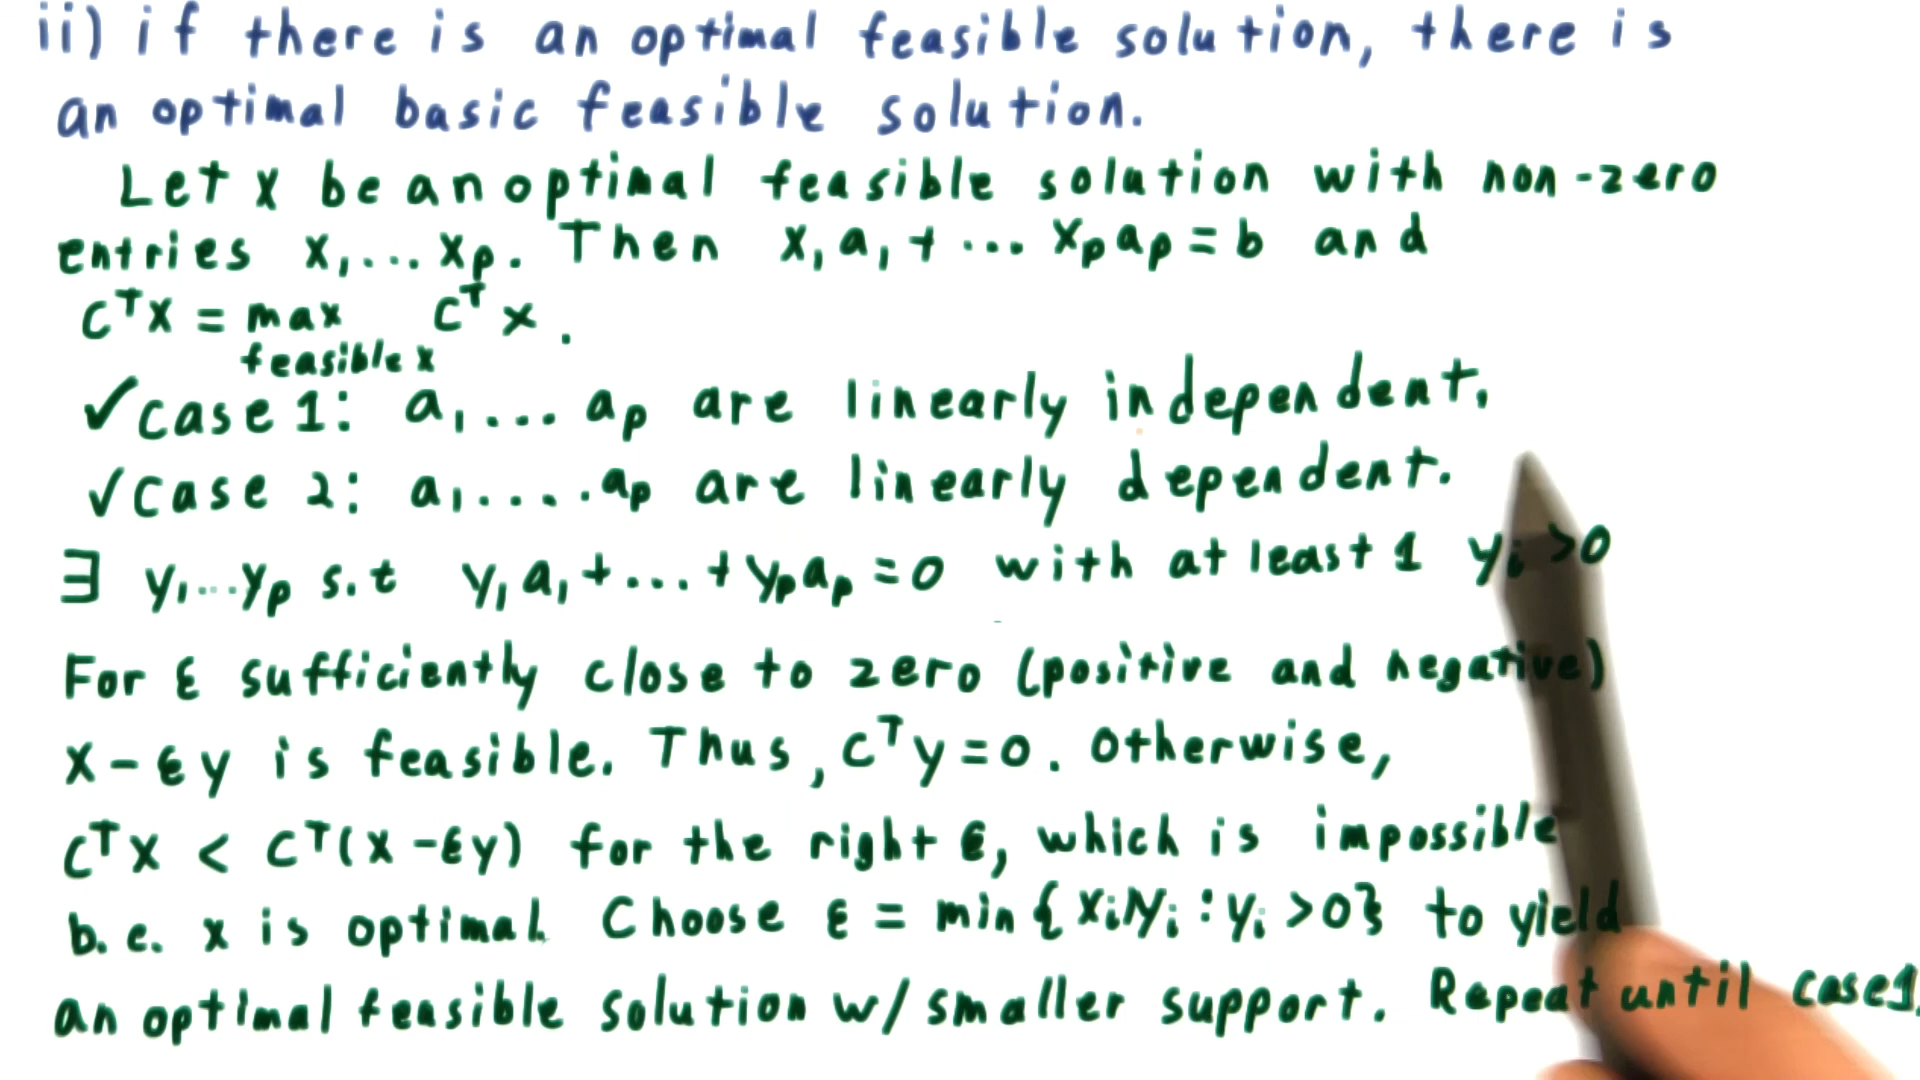 ii) if there is an optimal feasible solution, there is
an optimal basic feasible solution.
Let x be an optimal feasible solution with non-zero
entries x₁,... xₚ. Then x₁a₁ + ... xₚaₚ = b and
cᵀx = max cᵀx.
feasible x
✓ case 1: a₁... aₚ are linearly independent.
✓ case 2: a₁.....aₚ are linearly dependent.
∃ y₁...yₚ s.t y₁a₁+...+yₚaₚ = 0 with at least 1 yᵢ >0
For ε sufficiently close to zero (positive and negative)
x - εy is feasible. Thus, cᵀy = 0. Otherwise,
cᵀx < cᵀ(x - εy) for the right ε, which is impossible
b.c. x is optimal. Choose ε = min{xᵢ/yᵢ : yᵢ >0} to yield
an optimal feasible solution w/ smaller support. Repeat until case 1.